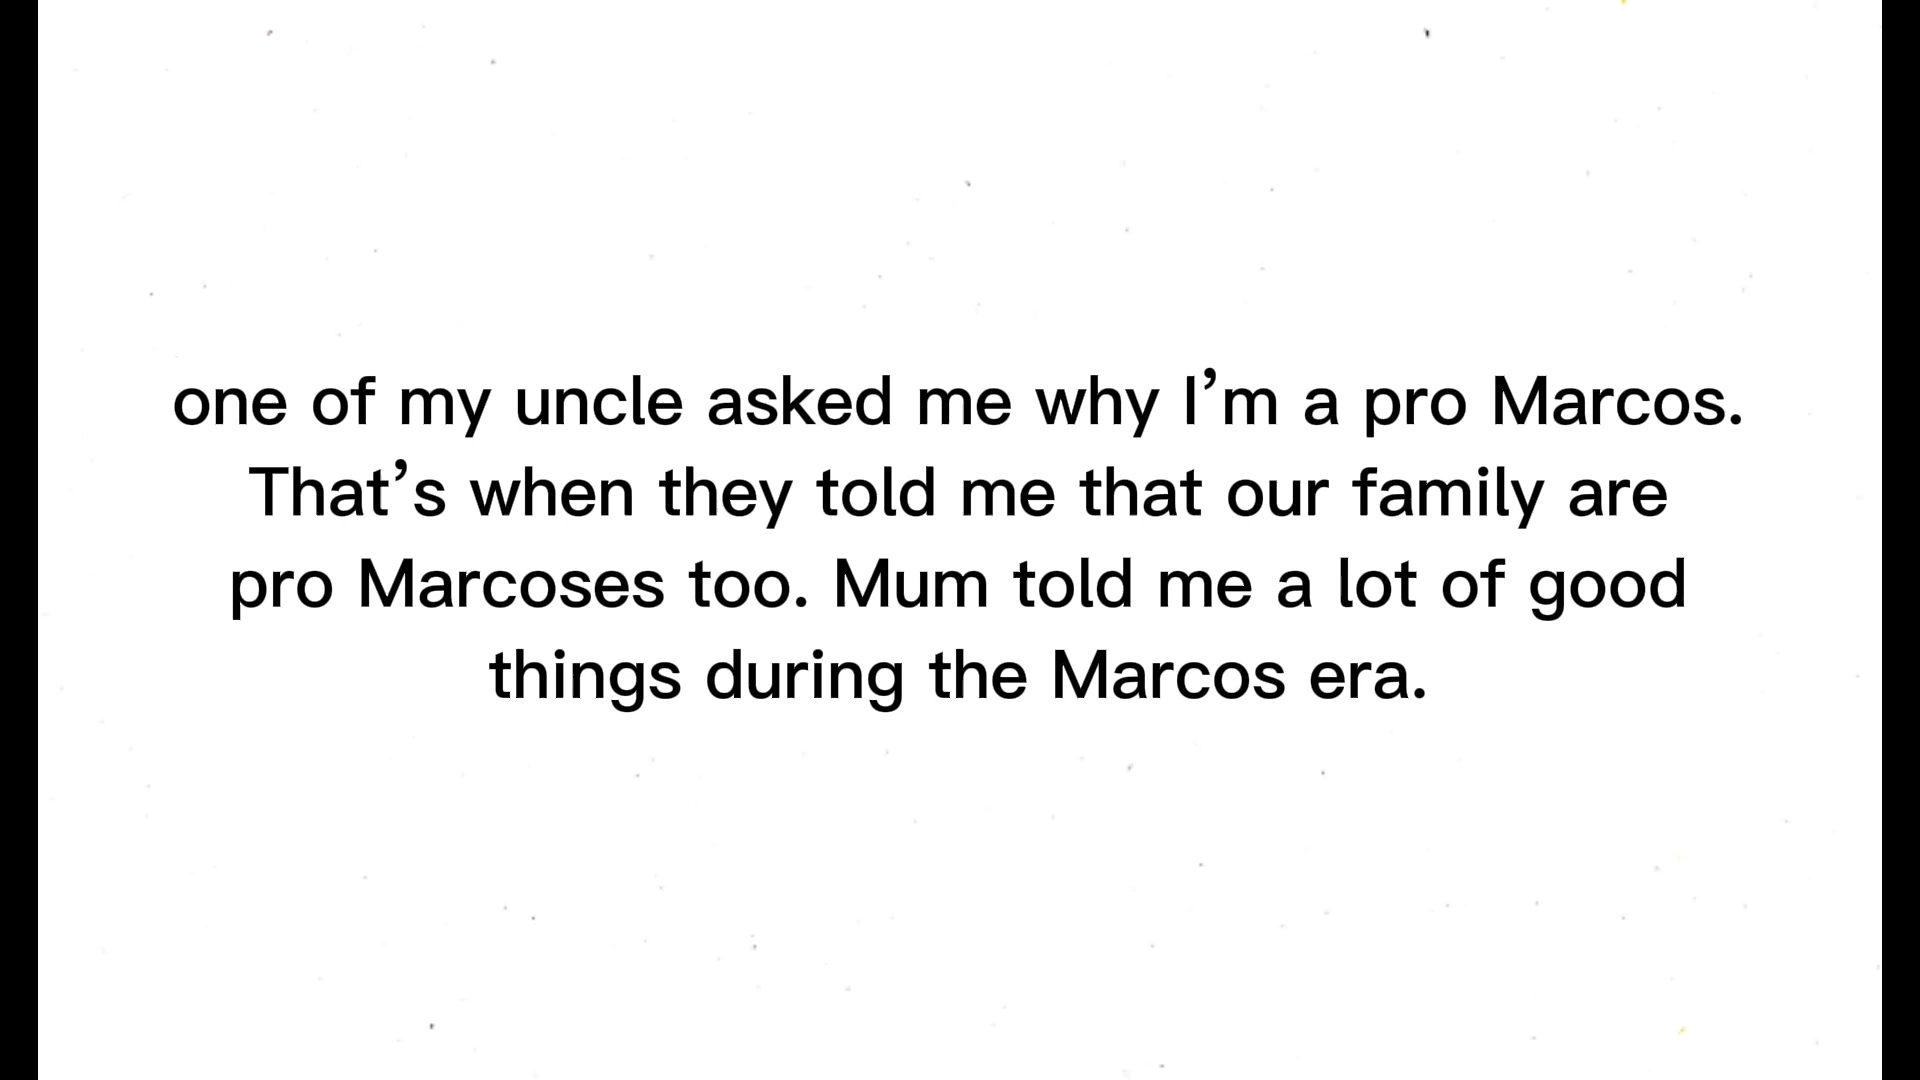 one of my uncle asked me why I’m a pro Marcos.
That’s when they told me that our family are
pro Marcoses too. Mum told me a lot of good
things during the Marcos era.